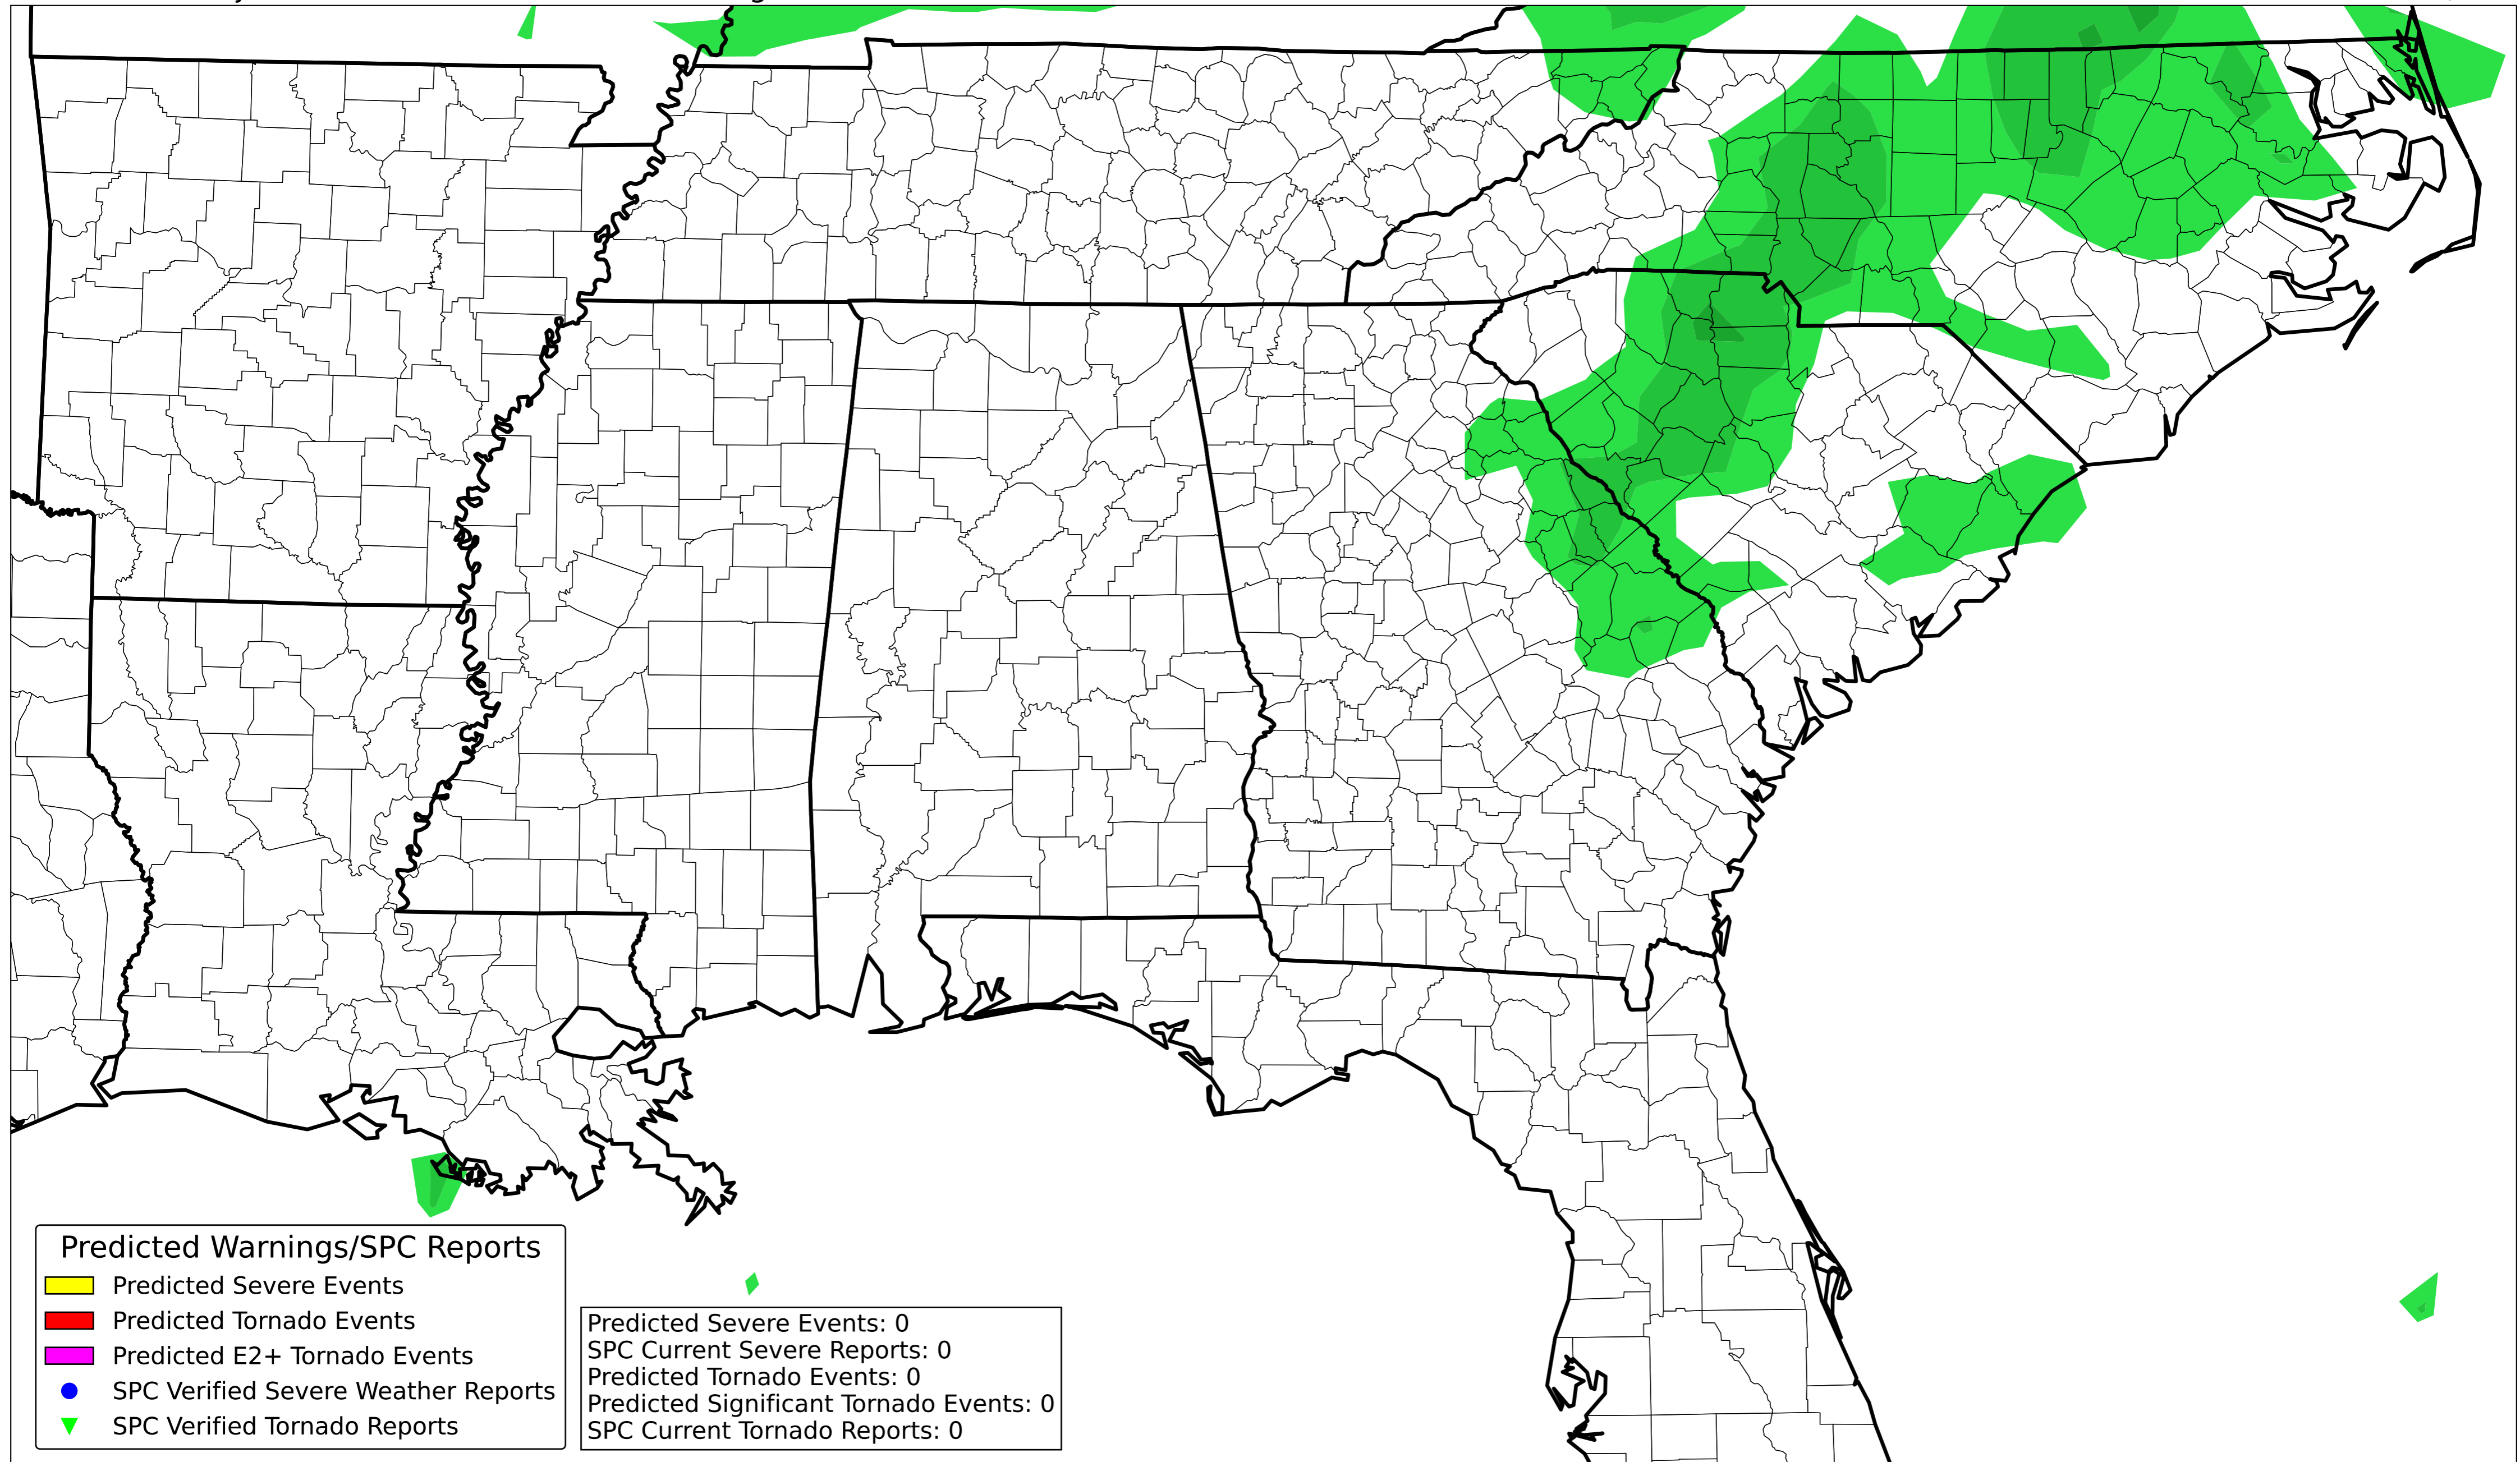 Predicted Warnings/SPC Reports
Predicted Severe Events
Predicted Tornado Events
Predicted E2+ Tornado Events
SPC Verified Severe Weather Reports
SPC Verified Tornado Reports
Predicted Severe Events: 0
SPC Current Severe Reports: 0
Predicted Tornado Events: 0
Predicted Significant Tornado Events: 0
SPC Current Tornado Reports: 0